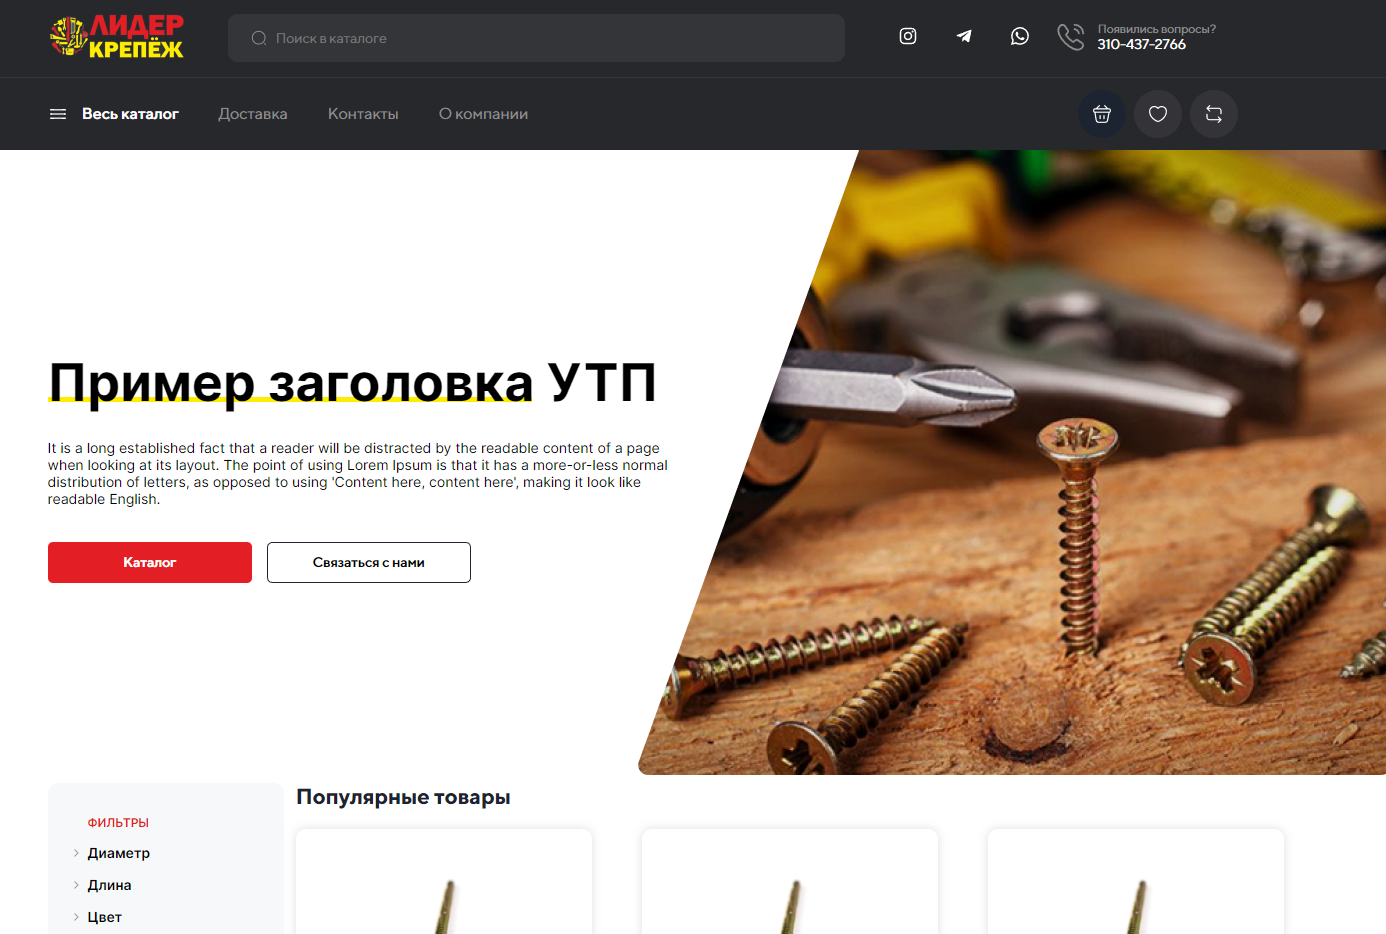 ЛИДЕР
КРЕПЁЖ
Поиск в каталоге
Появились вопросы?
310-437-2766
Весь каталог
Доставка
Контакты
О компании
Пример заголовка УТП
It is a long established fact that a reader will be distracted by the readable content of a page
when looking at its layout. The point of using Lorem Ipsum is that it has a more-or-less normal
distribution of letters, as opposed to using 'Content here, content here', making it look like
readable English.
Каталог
Связаться с нами
ФИЛЬТРЫ
Диаметр
Длина
Цвет
Популярные товары